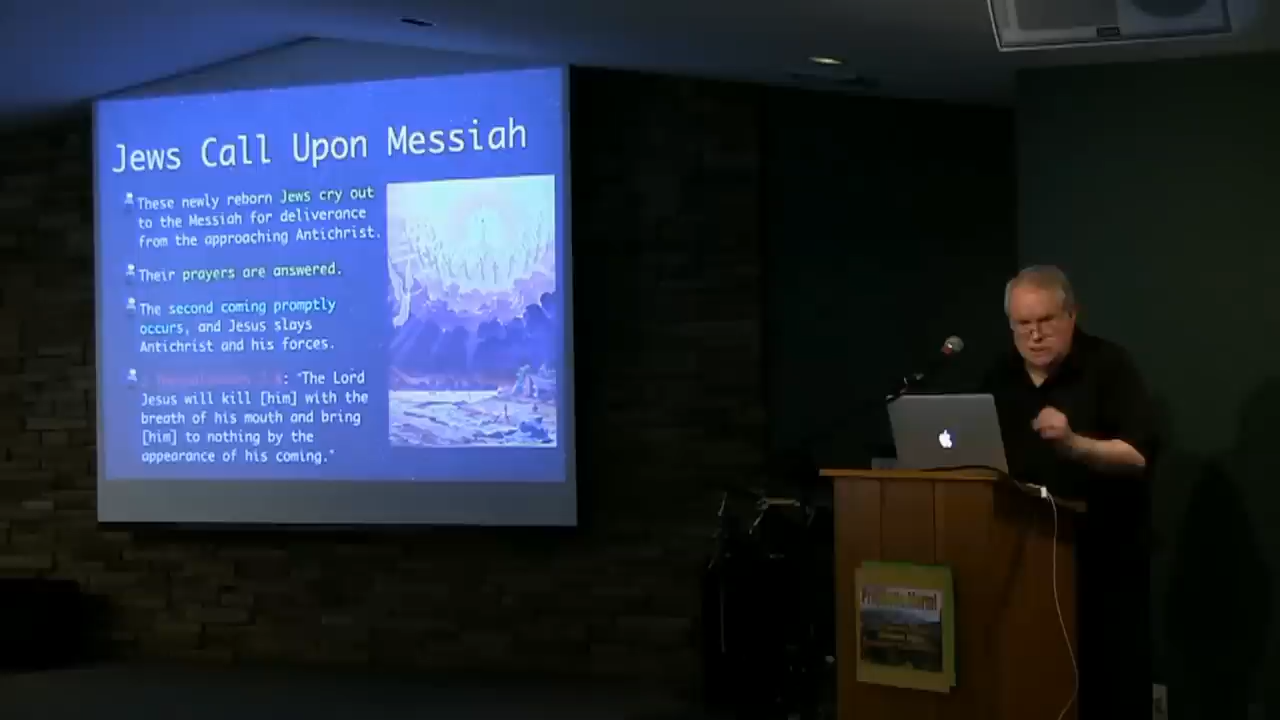 Jews Call Upon Messiah
These newly reborn Jews cry out
to the Messiah for deliverance
from the approaching Antichrist.
Their prayers are answered.
The second coming promptly
occurs, and Jesus slays
Antichrist and his forces.
: "The Lord
Jesus will kill [him] with the
breath of his mouth and bring
[him] to nothing by the
appearance of his coming."